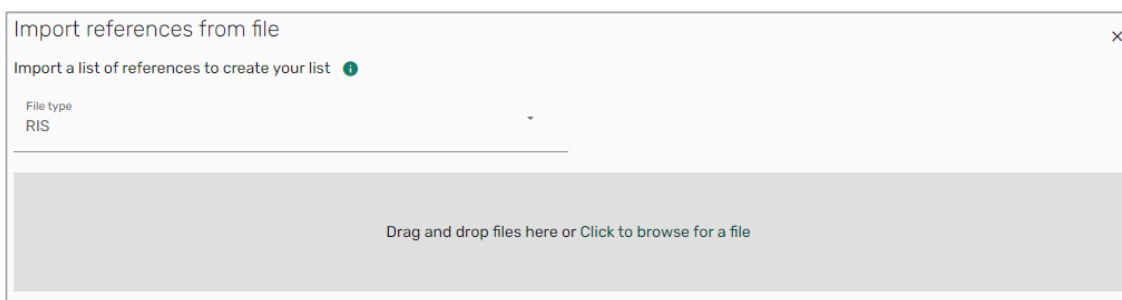 Import references from file
Import a list of references to create your list
File type
RIS
Drag and drop files here or Click to browse for a file